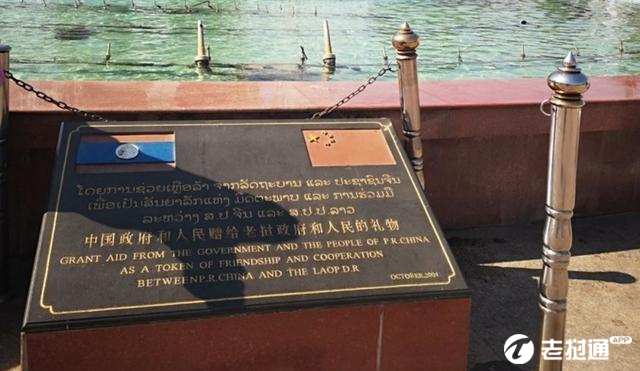 ໂດຍການຊ່ວຍເຫຼືອລ້າ ຈາກລັດຖະບານ ແລະ ປະຊາຊົນຈີນ
ເພື່ອເປັນສັນຍາລັກແຫ່ງ ມິດຕະພາບ ແລະ ການຮ່ວມມື
ລະຫວ່າງ ສ.ປ ຈີນ ແລະ ສ.ປ.ປ.ລາວ
中国政府和人民赠给老挝政府和人民的礼物
GRANT AID FROM THE GOVERNMENT AND THE PEOPLE OF P.R.CHINA
AS A TOKEN OF FRIENDSHIP AND COOPERATION
BETWEEN P.R.CHINA AND THE LAO P.D.R
OCTOBER,2004
老挝通 APP